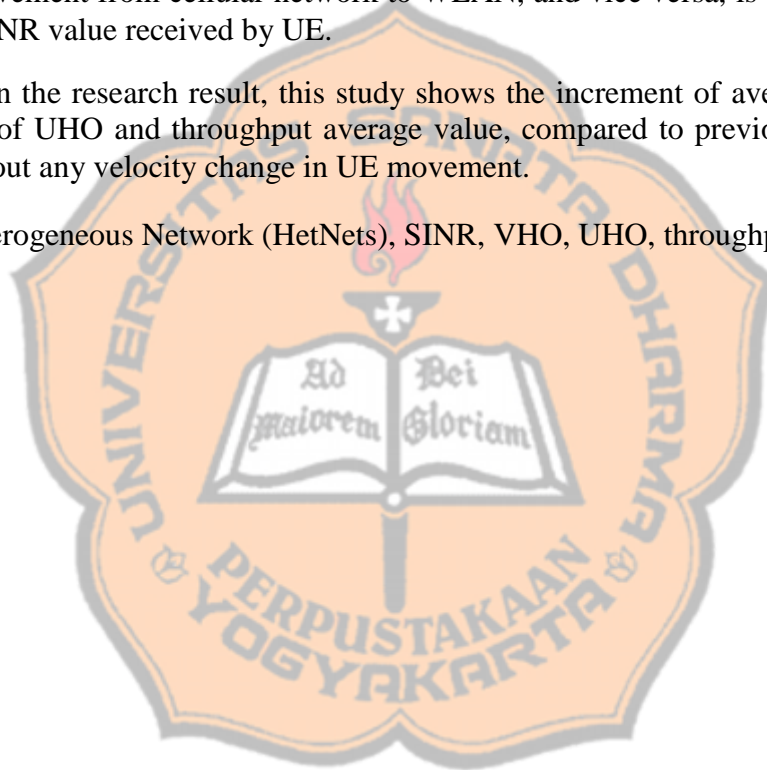 vement from cellular network to WLAN, and vice versa, is
NR value received by UE.
n the research result, this study shows the increment of ave
of UHO and throughput average value, compared to previo
out any velocity change in UE movement.
erogeneous Network (HetNets), SINR, VHO, UHO, throughp
UNIVERSITAS SANATA DHARMA
Ad Dei
Maiorem Gloriam
PERPUSTAKAAN
YOGYAKARTA